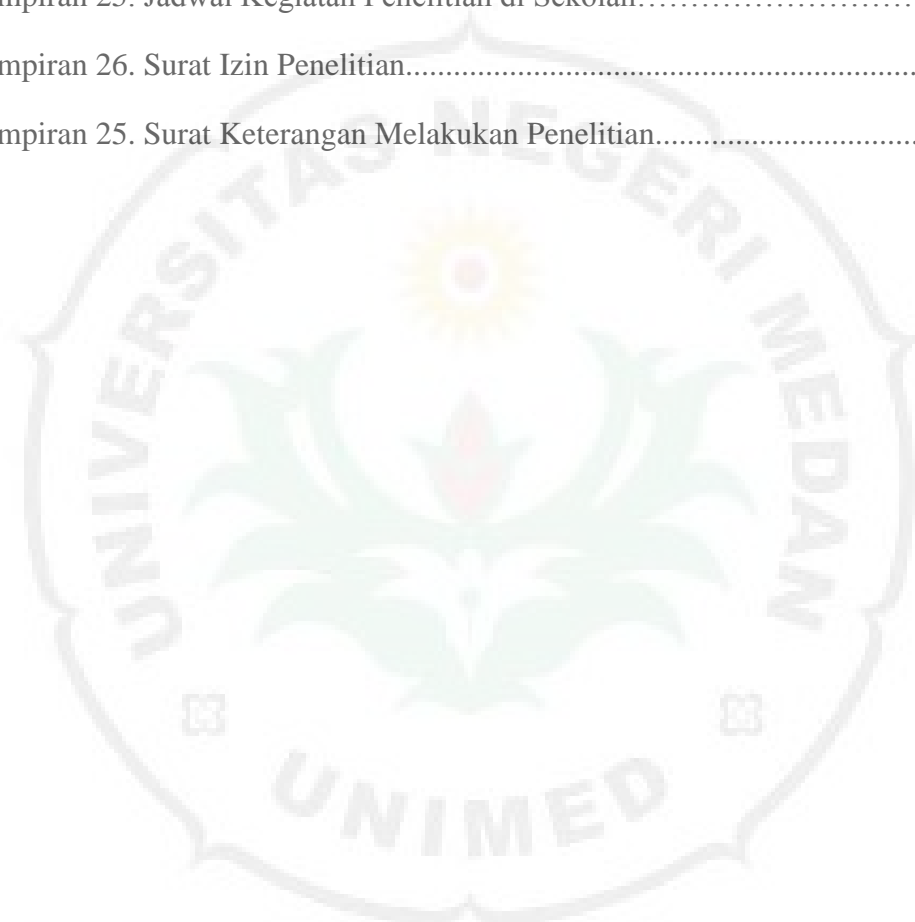 mpiran 25. Jadwal Kegiatan Penelitian di Sekolah……………………….
mpiran 26. Surat Izin Penelitian......................................................................
mpiran 25. Surat Keterangan Melakukan Penelitian............................
UNIVERSITAS NEGERI MEDAN
UNIMED